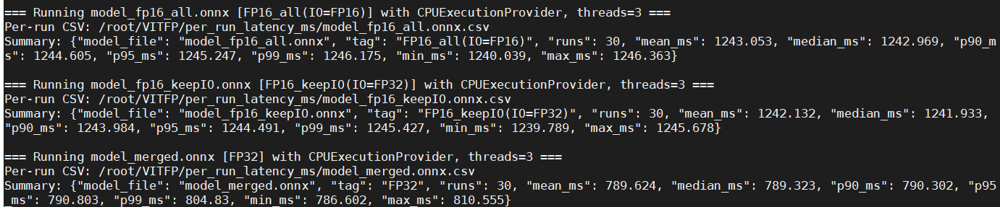 === Running model_fp16_all.onnx [FP16_all(IO=FP16)] with CPUExecutionProvider, threads=3 ===
Per-run CSV: /root/VITFP/per_run_latency_ms/model_fp16_all.onnx.csv
Summary: {"model_file": "model_fp16_all.onnx", "tag": "FP16_all(IO=FP16)", "runs": 30, "mean_ms": 1243.053, "median_ms": 1242.969, "p90_m
s": 1244.605, "p95_ms": 1245.247, "p99_ms": 1246.175, "min_ms": 1240.039, "max_ms": 1246.363}
=== Running model_fp16_keepIO.onnx [FP16_keepIO(IO=FP32)] with CPUExecutionProvider, threads=3 ===
Per-run CSV: /root/VITFP/per_run_latency_ms/model_fp16_keepIO.onnx.csv
Summary: {"model_file": "model_fp16_keepIO.onnx", "tag": "FP16_keepIO(IO=FP32)", "runs": 30, "mean_ms": 1242.132, "median_ms": 1241.933,
"p90_ms": 1243.984, "p95_ms": 1244.491, "p99_ms": 1245.427, "min_ms": 1239.789, "max_ms": 1245.678}
=== Running model_merged.onnx [FP32] with CPUExecutionProvider, threads=3 ===
Per-run CSV: /root/VITFP/per_run_latency_ms/model_merged.onnx.csv
Summary: {"model_file": "model_merged.onnx", "tag": "FP32", "runs": 30, "mean_ms": 789.624, "median_ms": 789.323, "p90_ms": 790.302, "p95
_ms": 790.803, "p99_ms": 804.83, "min_ms": 786.602, "max_ms": 810.555}